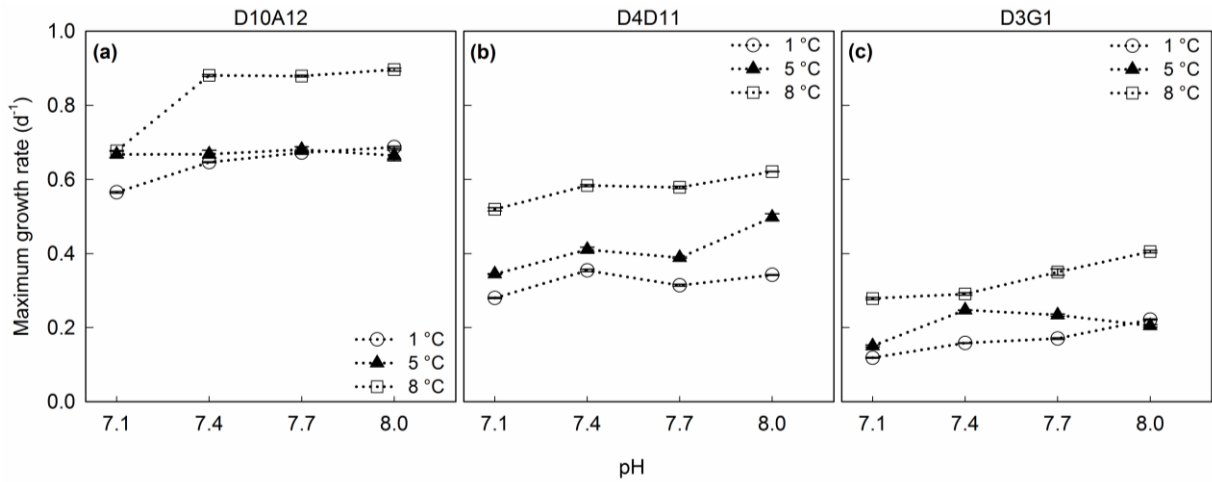 D10A12
D4D11
D3G1
(a)
(b)
1 °C
5 °C
8 °C
(c)
1 °C
5 °C
8 °C
1 °C
5 °C
8 °C
Maximum growth rate (d⁻¹)
1.0
0.8
0.6
0.4
0.2
0.0
7.1 7.4 7.7 8.0
7.1 7.4 7.7 8.0
7.1 7.4 7.7 8.0
pH